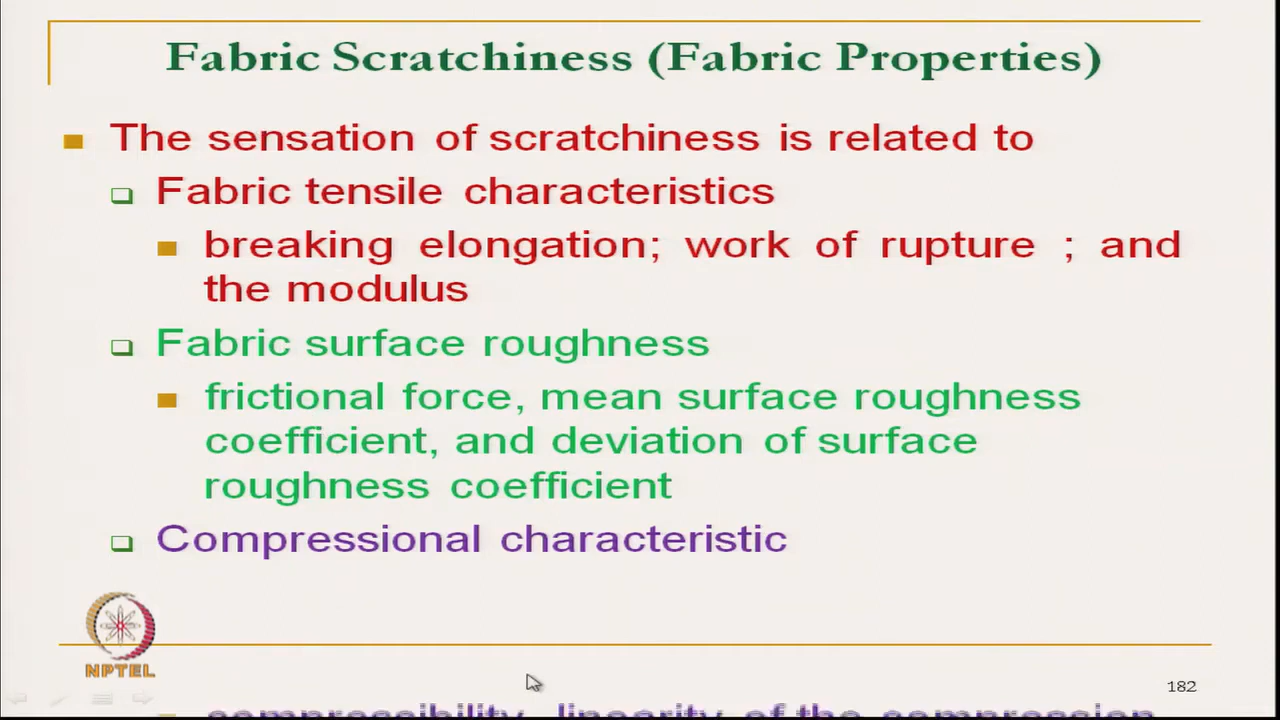 Fabric Scratchiness (Fabric Properties)
The sensation of scratchiness is related to
Fabric tensile characteristics
breaking elongation; work of rupture ; and
the modulus
Fabric surface roughness
frictional force, mean surface roughness
coefficient, and deviation of surface
roughness coefficient
Compressional characteristic
NPTEL
182
compressibility, linearity of the compression